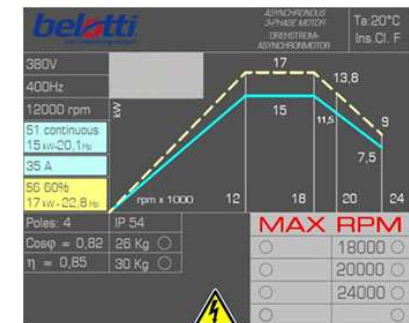 belotti
ASYNCHRONOUS
3-PHASE MOTOR
DREHSTROM-
ASYNCHRONMOTOR
Ta:20°C
Ins.Cl. F
380V
400Hz
12000 rpm
S1 continuous
15 kW-20,1 Hp
35 A
S6 60%
17 kW - 22,8 Hp
kW
17
13,8
15
11,5
9
7,5
rpm x 1000
12
18
20
24
Poles: 4
IP 54
Cosφ = 0,82
26 Kg
η = 0,85
30 Kg
MAX RPM
18000
20000
24000